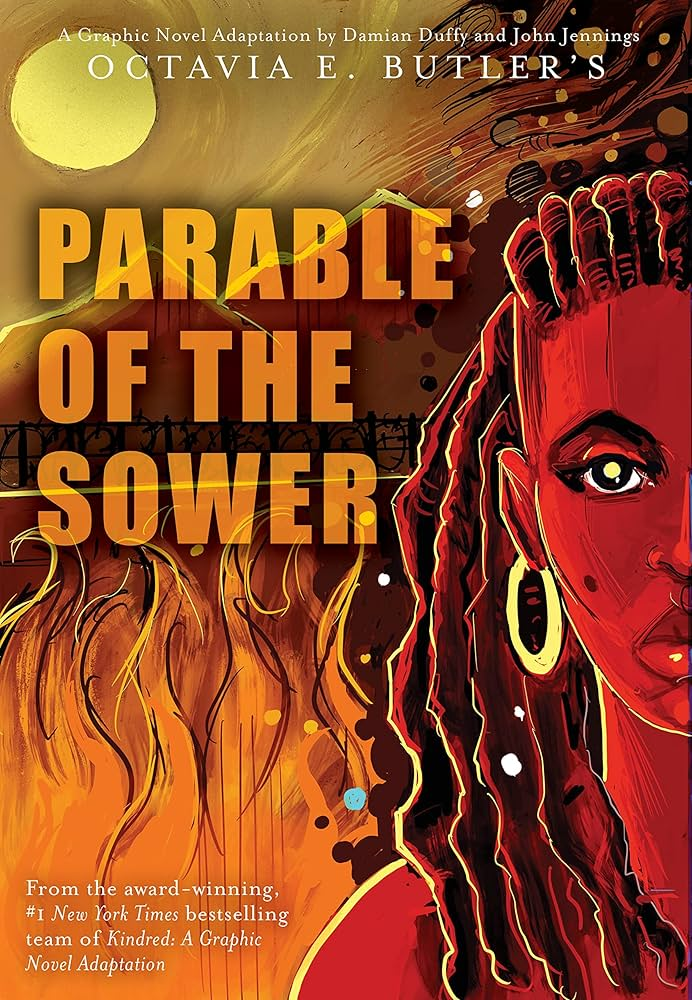 A Graphic Novel Adaptation by Damian Duffy and John Jennings
OCTAVIA E. BUTLER'S
PARABLE
OF THE
SOWER
From the award-winning,
#1 New York Times bestselling
team of Kindred: A Graphic
Novel Adaptation